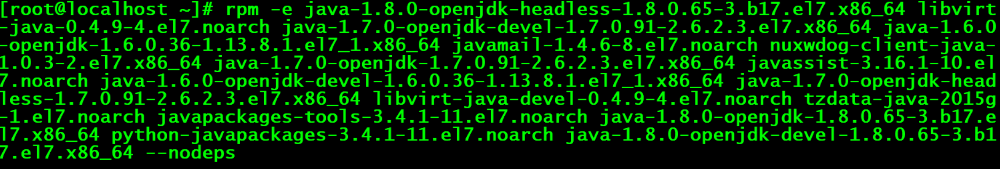 [root@localhost ~]# rpm -e java-1.8.0-openjdk-headless-1.8.0.65-3.b17.el7.x86_64 libvirt
-java-0.4.9-4.el7.noarch java-1.7.0-openjdk-devel-1.7.0.91-2.6.2.3.el7.x86_64 java-1.6.0
-openjdk-1.6.0.36-1.13.8.1.el7_1.x86_64 javamail-1.4.6-8.el7.noarch nuxwdog-client-java-
1.0.3-2.el7.x86_64 java-1.7.0-openjdk-1.7.0.91-2.6.2.3.el7.x86_64 javassist-3.16.1-10.el
7.noarch java-1.6.0-openjdk-devel-1.6.0.36-1.13.8.1.el7_1.x86_64 java-1.7.0-openjdk-head
less-1.7.0.91-2.6.2.3.el7.x86_64 libvirt-java-devel-0.4.9-4.el7.noarch tzdata-java-2015g
-1.el7.noarch javapackages-tools-3.4.1-11.el7.noarch java-1.8.0-openjdk-1.8.0.65-3.b17.e
l7.x86_64 python-javapackages-3.4.1-11.el7.noarch java-1.8.0-openjdk-devel-1.8.0.65-3.b1
7.el7.x86_64 --nodeps